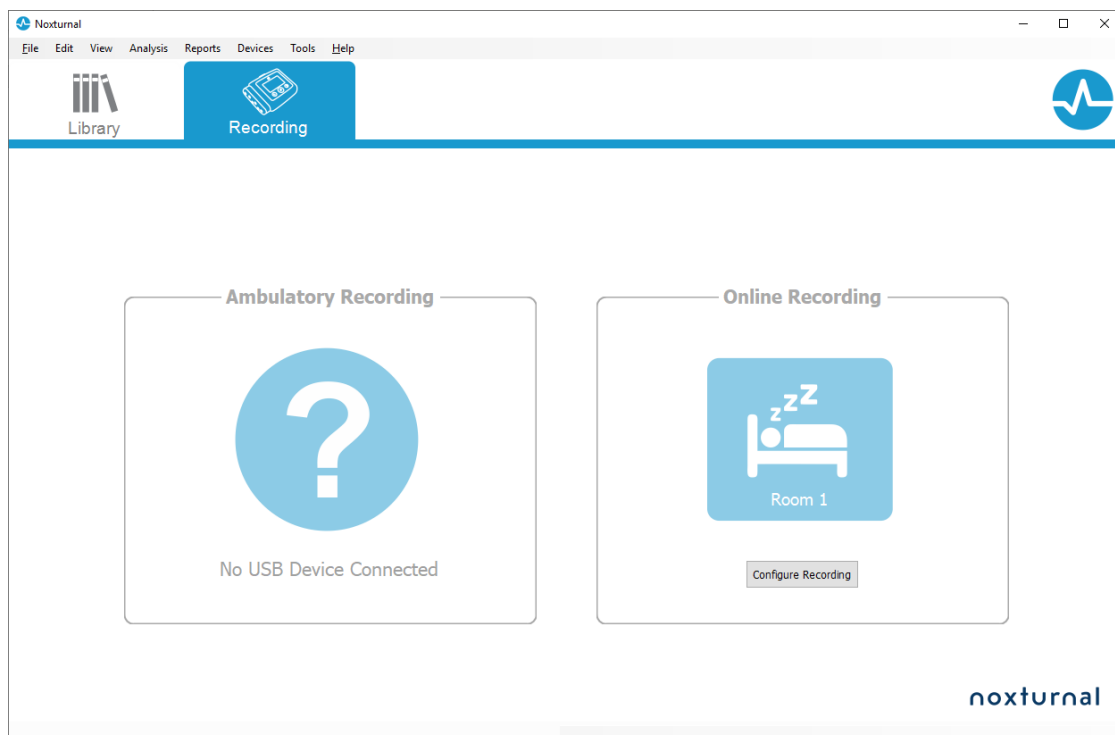 Noxturnal
File Edit View Analysis Reports Devices Tools Help
Library
Recording
Ambulatory Recording
No USB Device Connected
Online Recording
zzZ
Room 1
Configure Recording
noxturnal